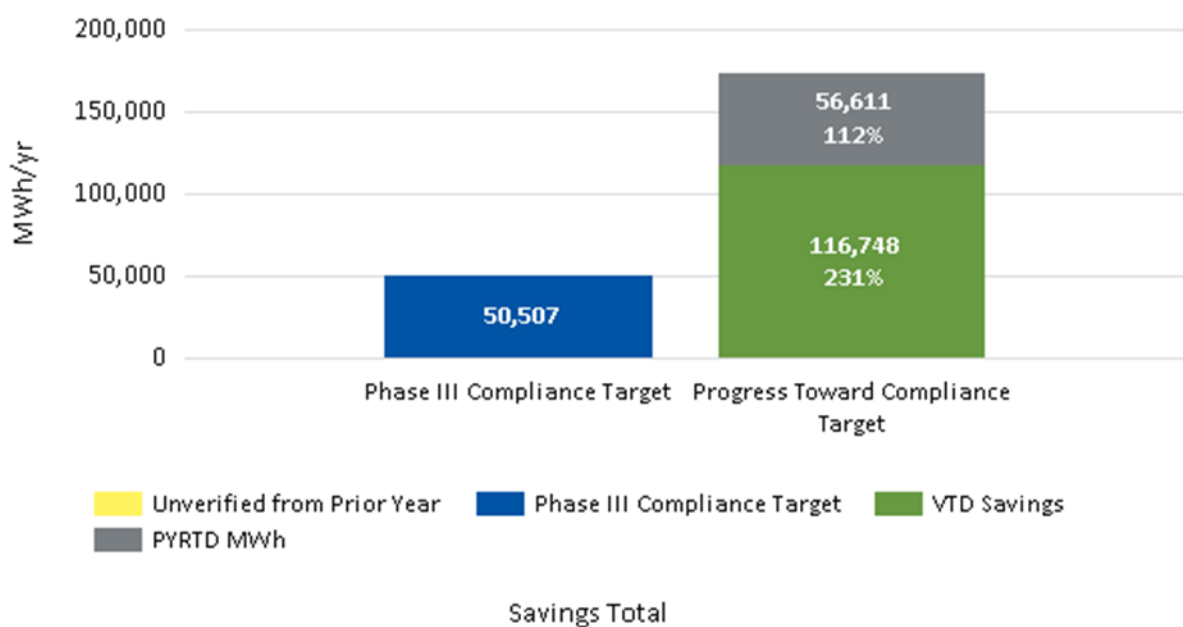 200,000
150,000
100,000
50,000
0
MWh/yr
56,611
112%
116,748
231%
50,507
Phase III Compliance Target
Progress Toward Compliance
Target
Unverified from Prior Year
Phase III Compliance Target
VTD Savings
PYRTD MWh
Savings Total